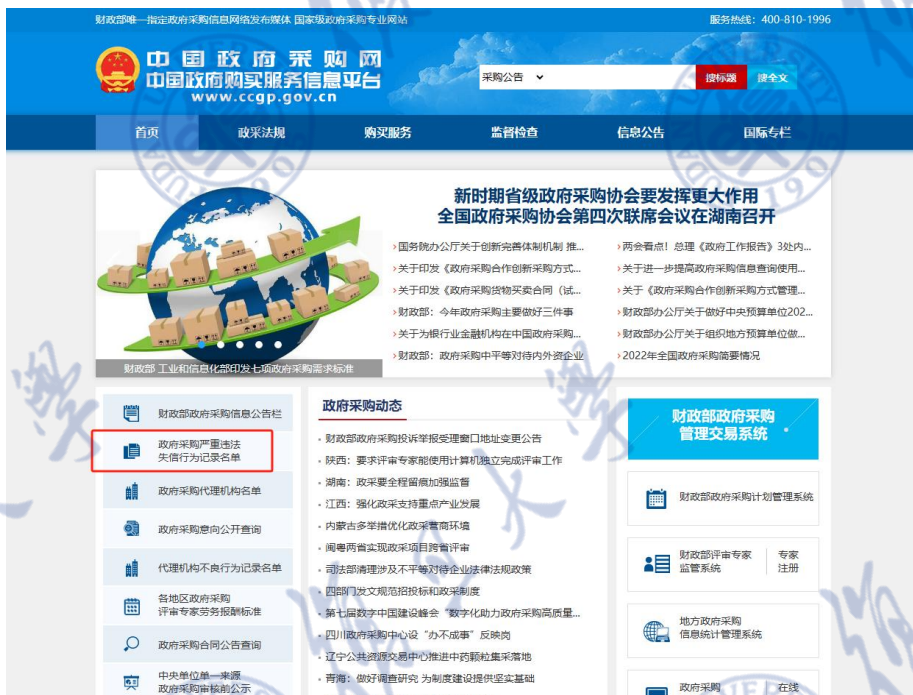 财政部唯一指定政府采购信息网络发布媒体 国家级政府采购专业网站
服务热线：400-810-1996
中国政府采购网
中国政府购买服务信息平台
www.ccgp.gov.cn
采购公告
搜标题 搜全文
首页 政采法规 购买服务 监督检查 信息公告 国际专栏
新时期省级政府采购协会要发挥更大作用
全国政府采购协会第四次联席会议在湖南召开
国务院办公厅关于创新完善体制机制 推...
两会看点！总理《政府工作报告》3处内...
关于印发《政府采购合作创新采购方式...
关于进一步提高政府采购信息查询使用...
关于印发《政府采购货物买卖合同（试...
关于《政府采购合作创新采购方式管理...
财政部：今年政府采购主要做好三件事
财政部办公厅关于做好中央预算单位202...
关于为银行业金融机构在中国政府采购...
财政部办公厅关于组织地方预算单位做...
财政部：政府采购中平等对待内外资企业
2022年全国政府采购简要情况
财政部 工业和信息化部印发七项政府采购需求标准
财政部政府采购信息公告栏
政府采购严重违法
失信行为记录名单
政府采购代理机构名单
政府采购意向公开查询
代理机构不良行为记录名单
各地区政府采购
评审专家劳务报酬标准
政府采购合同公告查询
中央单位单一来源
政府采购审核前公示
政府采购动态
财政部政府采购投诉举报受理窗口地址变更公告
陕西：要求评审专家能使用计算机独立完成评审工作
湖南：政采要全程留痕加强监督
江西：强化政采支持重点产业发展
内蒙古多举措优化政采营商环境
闽粤两省实现政采项目跨省评审
司法部清理涉及不平等对待企业法律法规政策
四部门发文规范招投标和政采制度
第七届数字中国建设峰会“数字化助力政府采购高质量...
四川政府采购中心设“办不成事”反映岗
辽宁公共资源交易中心推进中药颗粒集采落地
青海：做好调查研究 为制度建设提供坚实基础
财政部政府采购
管理交易系统
财政部政府采购计划管理系统
财政部评审专家
监管系统
专家
注册
地方政府采购
信息统计管理系统
政府采购
在线